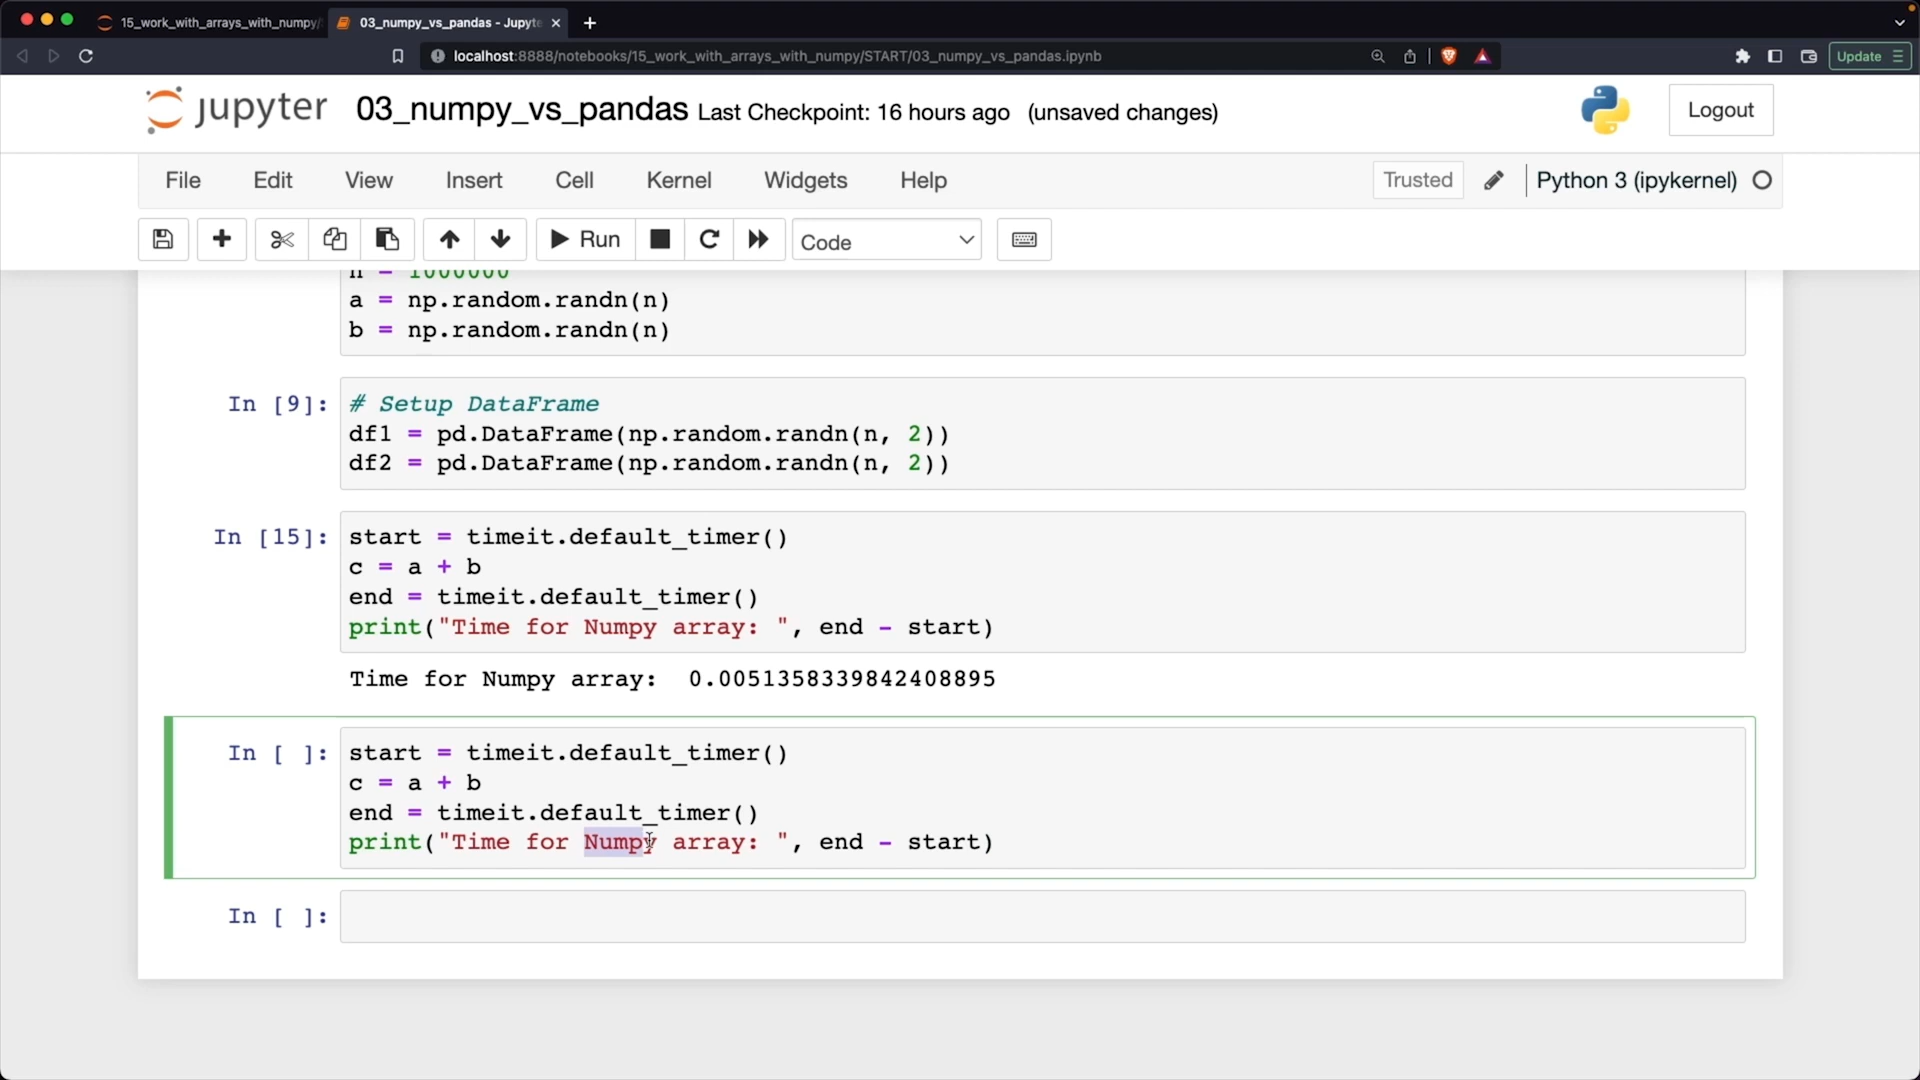 15_work_with_arrays_with_numpy/
03_numpy_vs_pandas - Jupyte
localhost:8888/notebooks/15_work_with_arrays_with_numpy/START/03_numpy_vs_pandas.ipynb
Update
jupyter 03_numpy_vs_pandas Last Checkpoint: 16 hours ago (unsaved changes)
Logout
File Edit View Insert Cell Kernel Widgets Help
Trusted
Python 3 (ipykernel)
Run
Code
n = 1000000
a = np.random.randn(n)
b = np.random.randn(n)
In [9]: # Setup DataFrame
df1 = pd.DataFrame(np.random.randn(n, 2))
df2 = pd.DataFrame(np.random.randn(n, 2))
In [15]: start = timeit.default_timer()
c = a + b
end = timeit.default_timer()
print("Time for Numpy array: ", end - start)
Time for Numpy array:  0.0051358339842408895
In [ ]: start = timeit.default_timer()
c = a + b
end = timeit.default_timer()
print("Time for Numpy array: ", end - start)
In [ ]: